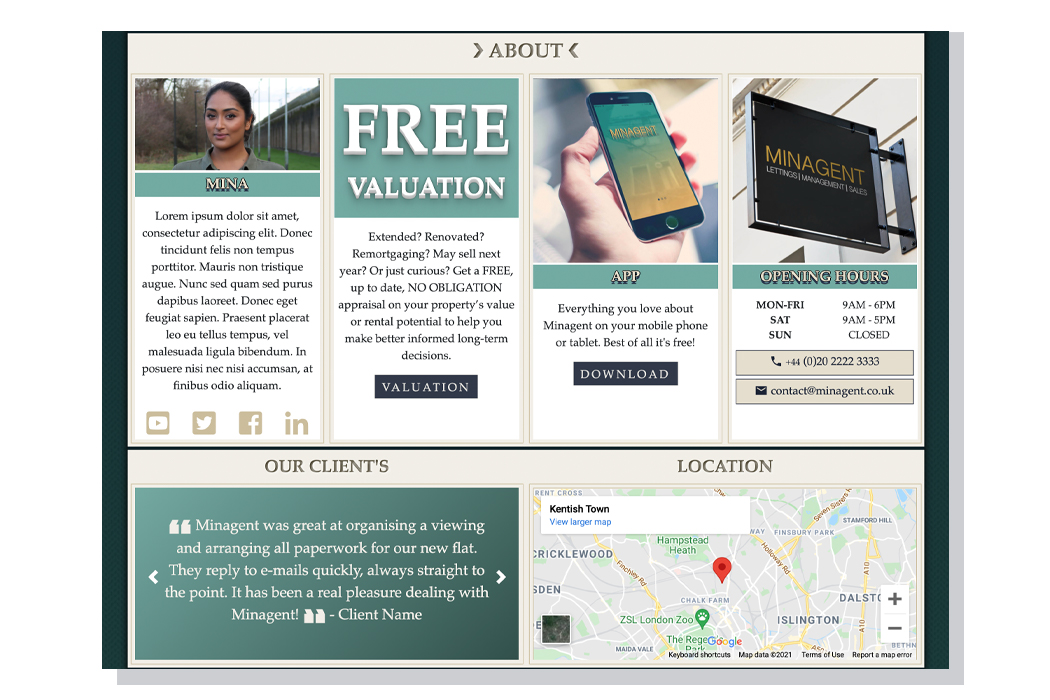 ❯ ABOUT ❮
MINA
Lorem ipsum dolor sit amet,
consectetur adipiscing elit. Donec
tincidunt felis non tempus
porttitor. Mauris non tristique
augue. Nunc sed quam sed purus
dapibus laoreet. Donec eget
feugiat sapien. Praesent placerat
leo eu tellus tempus, vel
malesuada ligula bibendum. In
posuere nisi nec nisi accumsan, at
finibus odio aliquam.
in
FREE
VALUATION
Extended? Renovated?
Remortgaging? May sell next
year? Or just curious? Get a FREE,
up to date, NO OBLIGATION
appraisal on your property's value
or rental potential to help you
make better informed long-term
decisions.
VALUATION
MINAGENT
APP
Everything you love about
Minagent on your mobile phone
or tablet. Best of all it's free!
DOWNLOAD
MINAGENT
LETTINGS | MANAGEMENT | SALES
OPENING HOURS
MON-FRI 9AM - 6PM
SAT 9AM - 5PM
SUN CLOSED
+44 (0)20 2222 3333
contact@minagent.co.uk
OUR CLIENT'S
❝ Minagent was great at organising a viewing
and arranging all paperwork for our new flat.
They reply to e-mails quickly, always straight to
the point. It has been a real pleasure dealing with
Minagent! ❞ - Client Name
LOCATION
RENT CROSS
Kentish Town
View larger map
WAY
FINSBURY PARK
Seven Sisters
STAMFORD HILL
Hampstead
Heath
CRICKLEWOOD
Holloway Rd
Finchley Rd
A10
SDEN
CHALK FARM
DALST
ZSL London Zoo
ISLINGTON
A10
The Rege
Park
MAIDA VALE
BETHN
Google
Keyboard shortcuts Map data ©2021 Terms of Use Report a map error